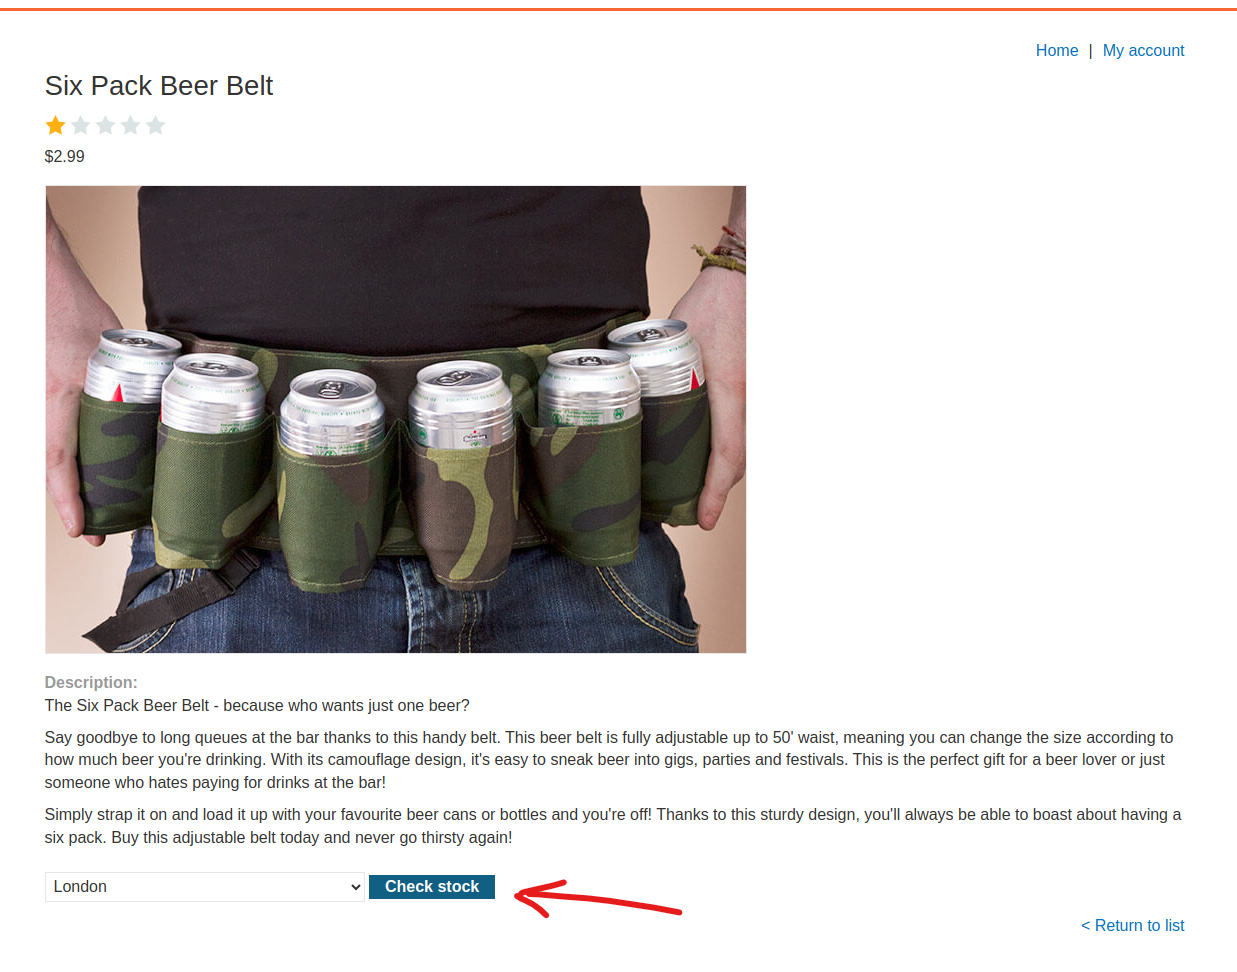 Home | My account
Six Pack Beer Belt
$2.99
Description:
The Six Pack Beer Belt - because who wants just one beer?
Say goodbye to long queues at the bar thanks to this handy belt. This beer belt is fully adjustable up to 50' waist, meaning you can change the size according to
how much beer you're drinking. With its camouflage design, it's easy to sneak beer into gigs, parties and festivals. This is the perfect gift for a beer lover or just
someone who hates paying for drinks at the bar!
Simply strap it on and load it up with your favourite beer cans or bottles and you're off! Thanks to this sturdy design, you'll always be able to boast about having a
six pack. Buy this adjustable belt today and never go thirsty again!
London
Check stock
< Return to list